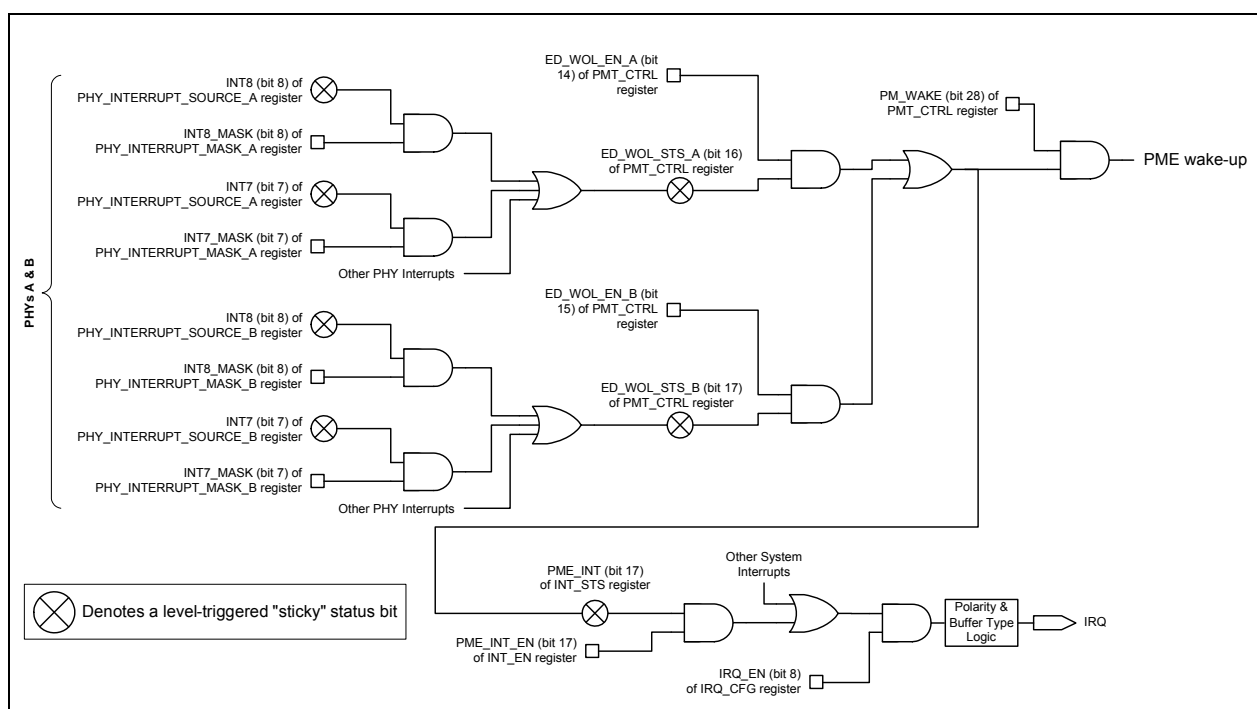 INT8 (bit 8) of
PHY_INTERRUPT_SOURCE_A register
INT8_MASK (bit 8) of
PHY_INTERRUPT_MASK_A register
INT7 (bit 7) of
PHY_INTERRUPT_SOURCE_A register
INT7_MASK (bit 7) of
PHY_INTERRUPT_MASK_A register
Other PHY Interrupts
ED_WOL_EN_A (bit
14) of PMT_CTRL
register
ED_WOL_STS_A (bit 16)
of PMT_CTRL register
PM_WAKE (bit 28) of
PMT_CTRL register
PME wake-up
PHYs A & B
INT8 (bit 8) of
PHY_INTERRUPT_SOURCE_B register
INT8_MASK (bit 8) of
PHY_INTERRUPT_MASK_B register
INT7 (bit 7) of
PHY_INTERRUPT_SOURCE_B register
INT7_MASK (bit 7) of
PHY_INTERRUPT_MASK_B register
Other PHY Interrupts
ED_WOL_EN_B (bit
15) of PMT_CTRL
register
ED_WOL_STS_B (bit 17)
of PMT_CTRL register
Denotes a level-triggered "sticky" status bit
PME_INT (bit 17)
of INT_STS register
PME_INT_EN (bit 17)
of INT_EN register
Other System
Interrupts
IRQ_EN (bit 8)
of IRQ_CFG register
Polarity &
Buffer Type
Logic
IRQ